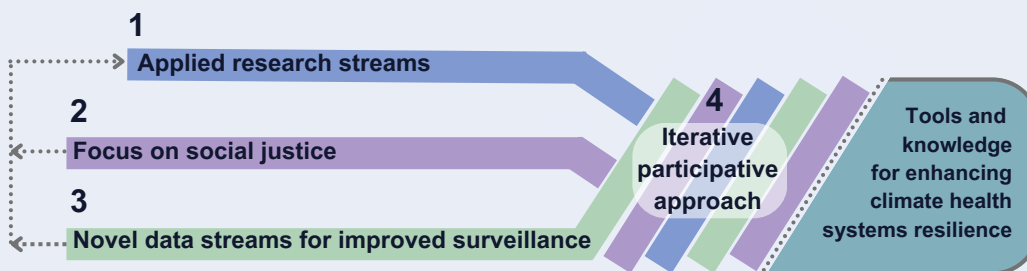 1
Applied research streams
2
Focus on social justice
3
Novel data streams for improved surveillance
4
Iterative
participative
approach
Tools and
knowledge
for enhancing
climate health
systems resilience